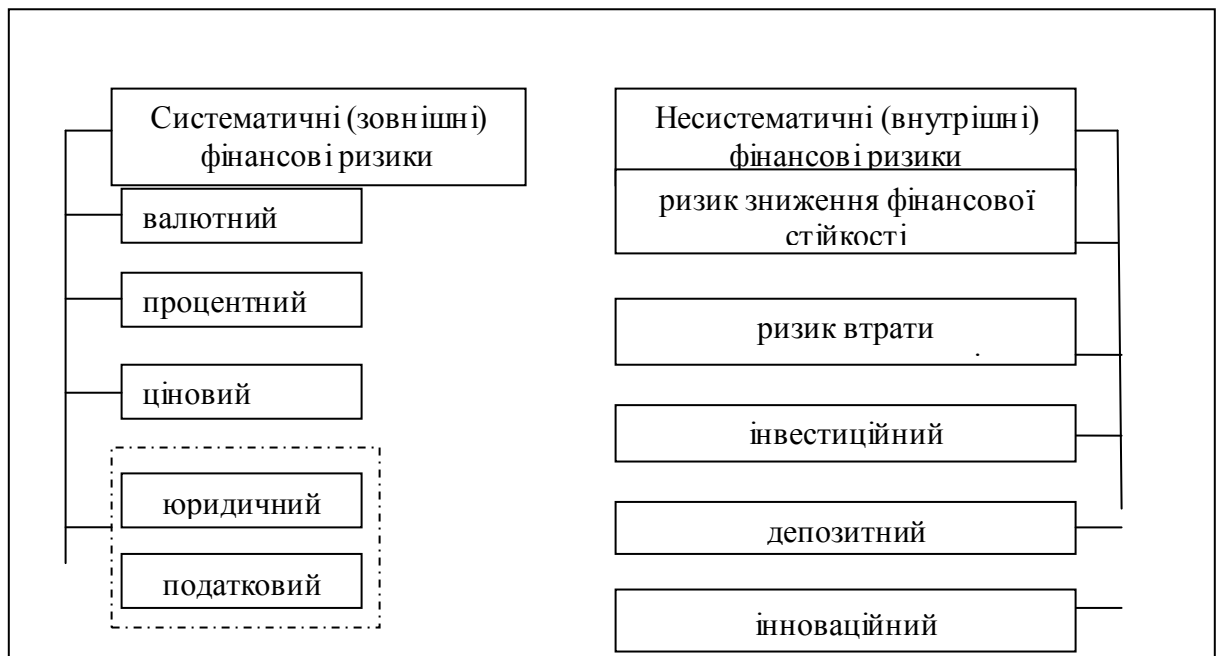 Систематичні (зовнішні)
фінансові ризики
валютний
процентний
ціновий
юридичний
податковий
Несистематичні (внутрішні)
фінансові ризики
ризик зниження фінансової
стійкості
ризик втрати
інвестиційний
депозитний
інноваційний